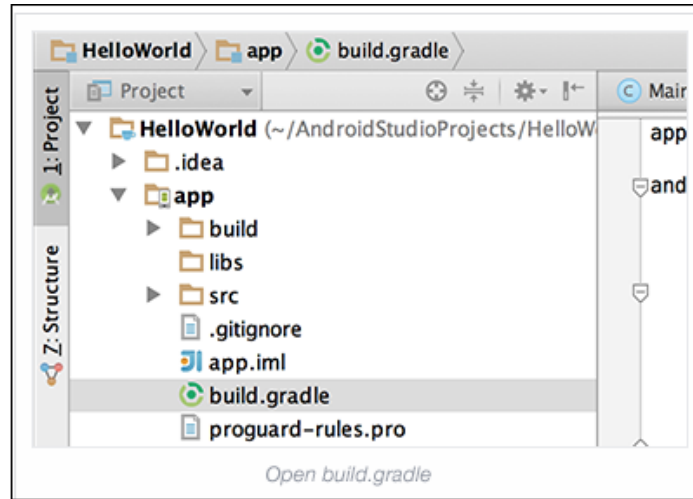 HelloWorld app build.gradle
1: Project
Project
Mair
HelloWorld (~/AndroidStudioProjects/HelloW
app
.idea
and
app
build
libs
Z: Structure
src
.gitignore
app.iml
build.gradle
proguard-rules.pro
Open build.gradle